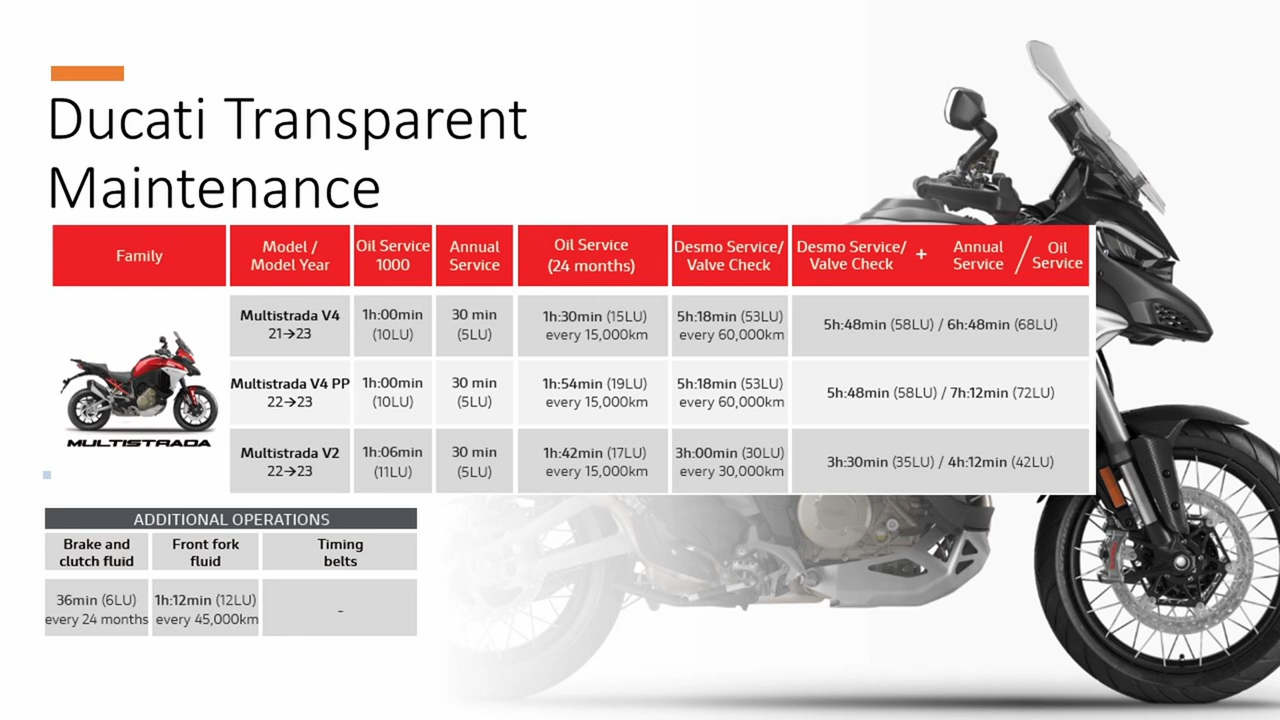 Ducati Transparent
Maintenance
Family
Model /
Model Year
Oil Service
1000
Annual
Service
Oil Service
(24 months)
Desmo Service/
Valve Check
Desmo Service/
Valve Check
+
Annual
Service
/
Oil
Service
Multistrada V4
21→23
1h:00min
(10LU)
30 min
(5LU)
1h:30min (15LU)
every 15,000km
5h:18min (53LU)
every 60,000km
5h:48min (58LU) / 6h:48min (68LU)
Multistrada V4 PP
22→23
1h:00min
(10LU)
30 min
(5LU)
1h:54min (19LU)
every 15,000km
5h:18min (53LU)
every 60,000km
5h:48min (58LU) / 7h:12min (72LU)
MULTISTRADA
Multistrada V2
22→23
1h:06min
(11LU)
30 min
(5LU)
1h:42min (17LU)
every 15,000km
3h:00min (30LU)
every 30,000km
3h:30min (35LU) / 4h:12min (42LU)
ADDITIONAL OPERATIONS
Brake and
clutch fluid
Front fork
fluid
Timing
belts
36min (6LU)
every 24 months
1h:12min (12LU)
every 45,000km
-